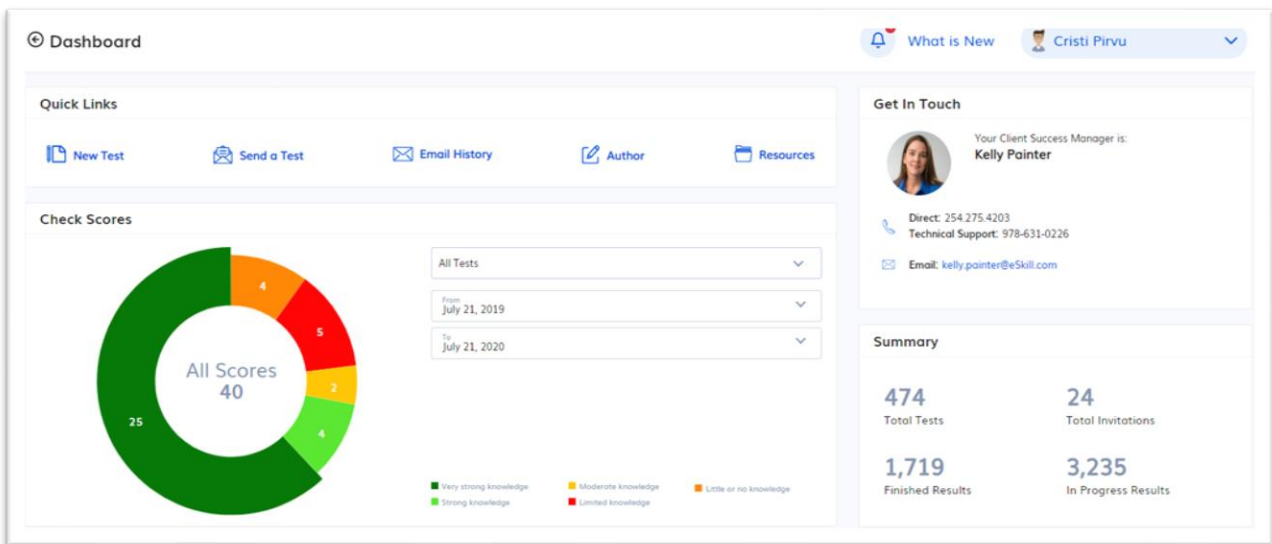 Dashboard
What is New
Cristi Pirvu
Quick Links
New Test
Send a Test
Email History
Author
Resources
Check Scores
4
5
2
4
25
All Scores
40
All Tests
From
July 21, 2019
To
July 21, 2020
Very strong knowledge
Moderate knowledge
Little or no knowledge
Strong knowledge
Limited knowledge
Get In Touch
Your Client Success Manager is:
Kelly Painter
Direct: 254.275.4203
Technical Support: 978-631-0226
Email: kelly.painter@eSkill.com
Summary
474
Total Tests
24
Total Invitations
1,719
Finished Results
3,235
In Progress Results